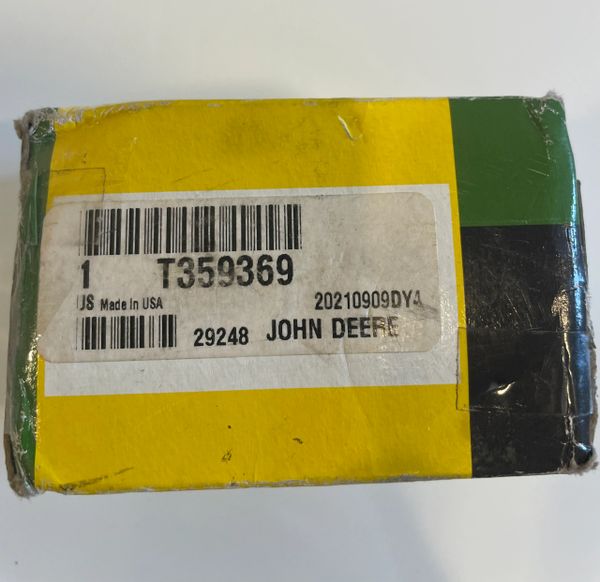 1 T359369
US Made In USA 20210909DYA
29248 JOHN DEERE